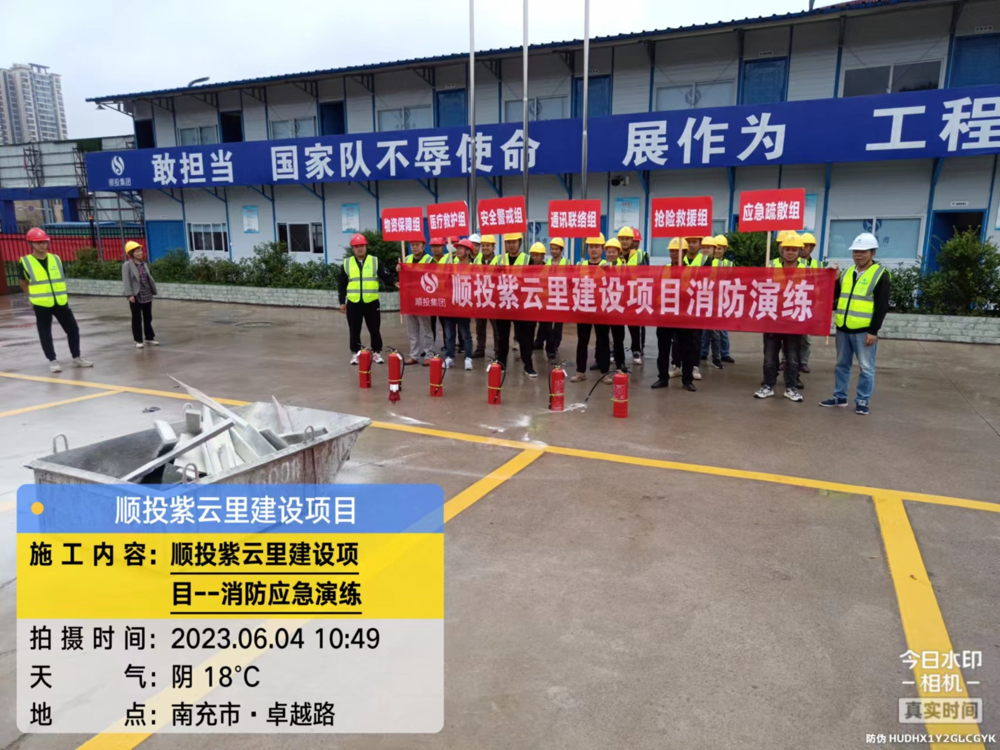 顺投集团
敢担当 国家队不辱使命 展作为 工程
物资保障组
医疗救护组
安全警戒组
通讯联络组
抢险救援组
应急疏散组
顺投集团
顺投紫云里建设项目消防演练
顺投紫云里建设项目
施工内容：顺投紫云里建设项
目--消防应急演练
拍摄时间：2023.06.04 10:49
天气：阴 18℃
地点：南充市·卓越路
今日水印
相机
真实时间
防伪 HUDHX1Y2GLCGYK